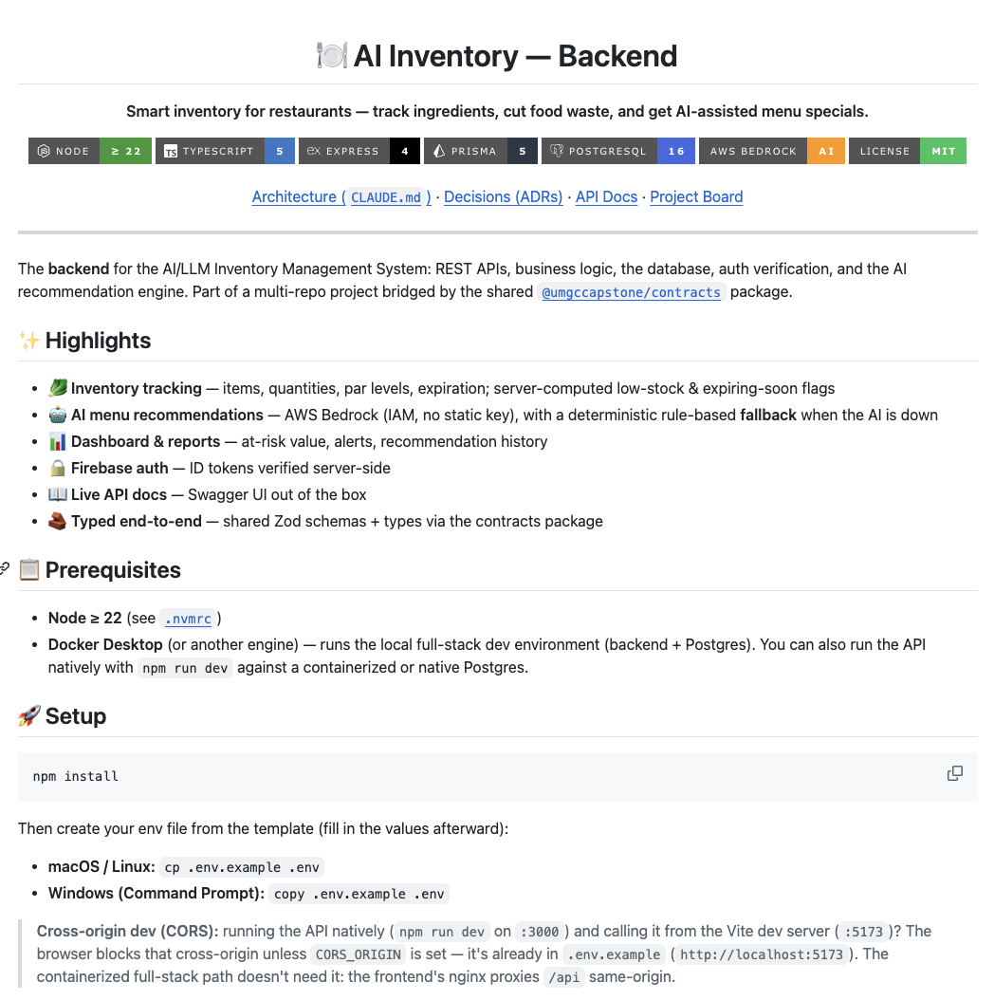 🍽️ AI Inventory — Backend
Smart inventory for restaurants — track ingredients, cut food waste, and get AI-assisted menu specials.
NODE ≥ 22 TS TYPESCRIPT 5 ex EXPRESS 4 PRISMA 5 POSTGRESQL 16 AWS BEDROCK AI LICENSE MIT
Architecture (CLAUDE.md) · Decisions (ADRs) · API Docs · Project Board
The backend for the AI/LLM Inventory Management System: REST APIs, business logic, the database, auth verification, and the AI
recommendation engine. Part of a multi-repo project bridged by the shared @umgccapstone/contracts package.
✨ Highlights
• 🥬 Inventory tracking — items, quantities, par levels, expiration; server-computed low-stock & expiring-soon flags
• 🤖 AI menu recommendations — AWS Bedrock (IAM, no static key), with a deterministic rule-based fallback when the AI is down
• 📊 Dashboard & reports — at-risk value, alerts, recommendation history
• 🔒 Firebase auth — ID tokens verified server-side
• 📖 Live API docs — Swagger UI out of the box
• 🧱 Typed end-to-end — shared Zod schemas + types via the contracts package
📋 Prerequisites
• Node ≥ 22 (see .nvmrc)
• Docker Desktop (or another engine) — runs the local full-stack dev environment (backend + Postgres). You can also run the API
natively with npm run dev against a containerized or native Postgres.
🚀 Setup
npm install
Then create your env file from the template (fill in the values afterward):
• macOS / Linux: cp .env.example .env
• Windows (Command Prompt): copy .env.example .env
Cross-origin dev (CORS): running the API natively (npm run dev on :3000) and calling it from the Vite dev server (:5173)? The
browser blocks that cross-origin unless CORS_ORIGIN is set — it's already in .env.example (http://localhost:5173). The
containerized full-stack path doesn't need it: the frontend's nginx proxies /api same-origin.